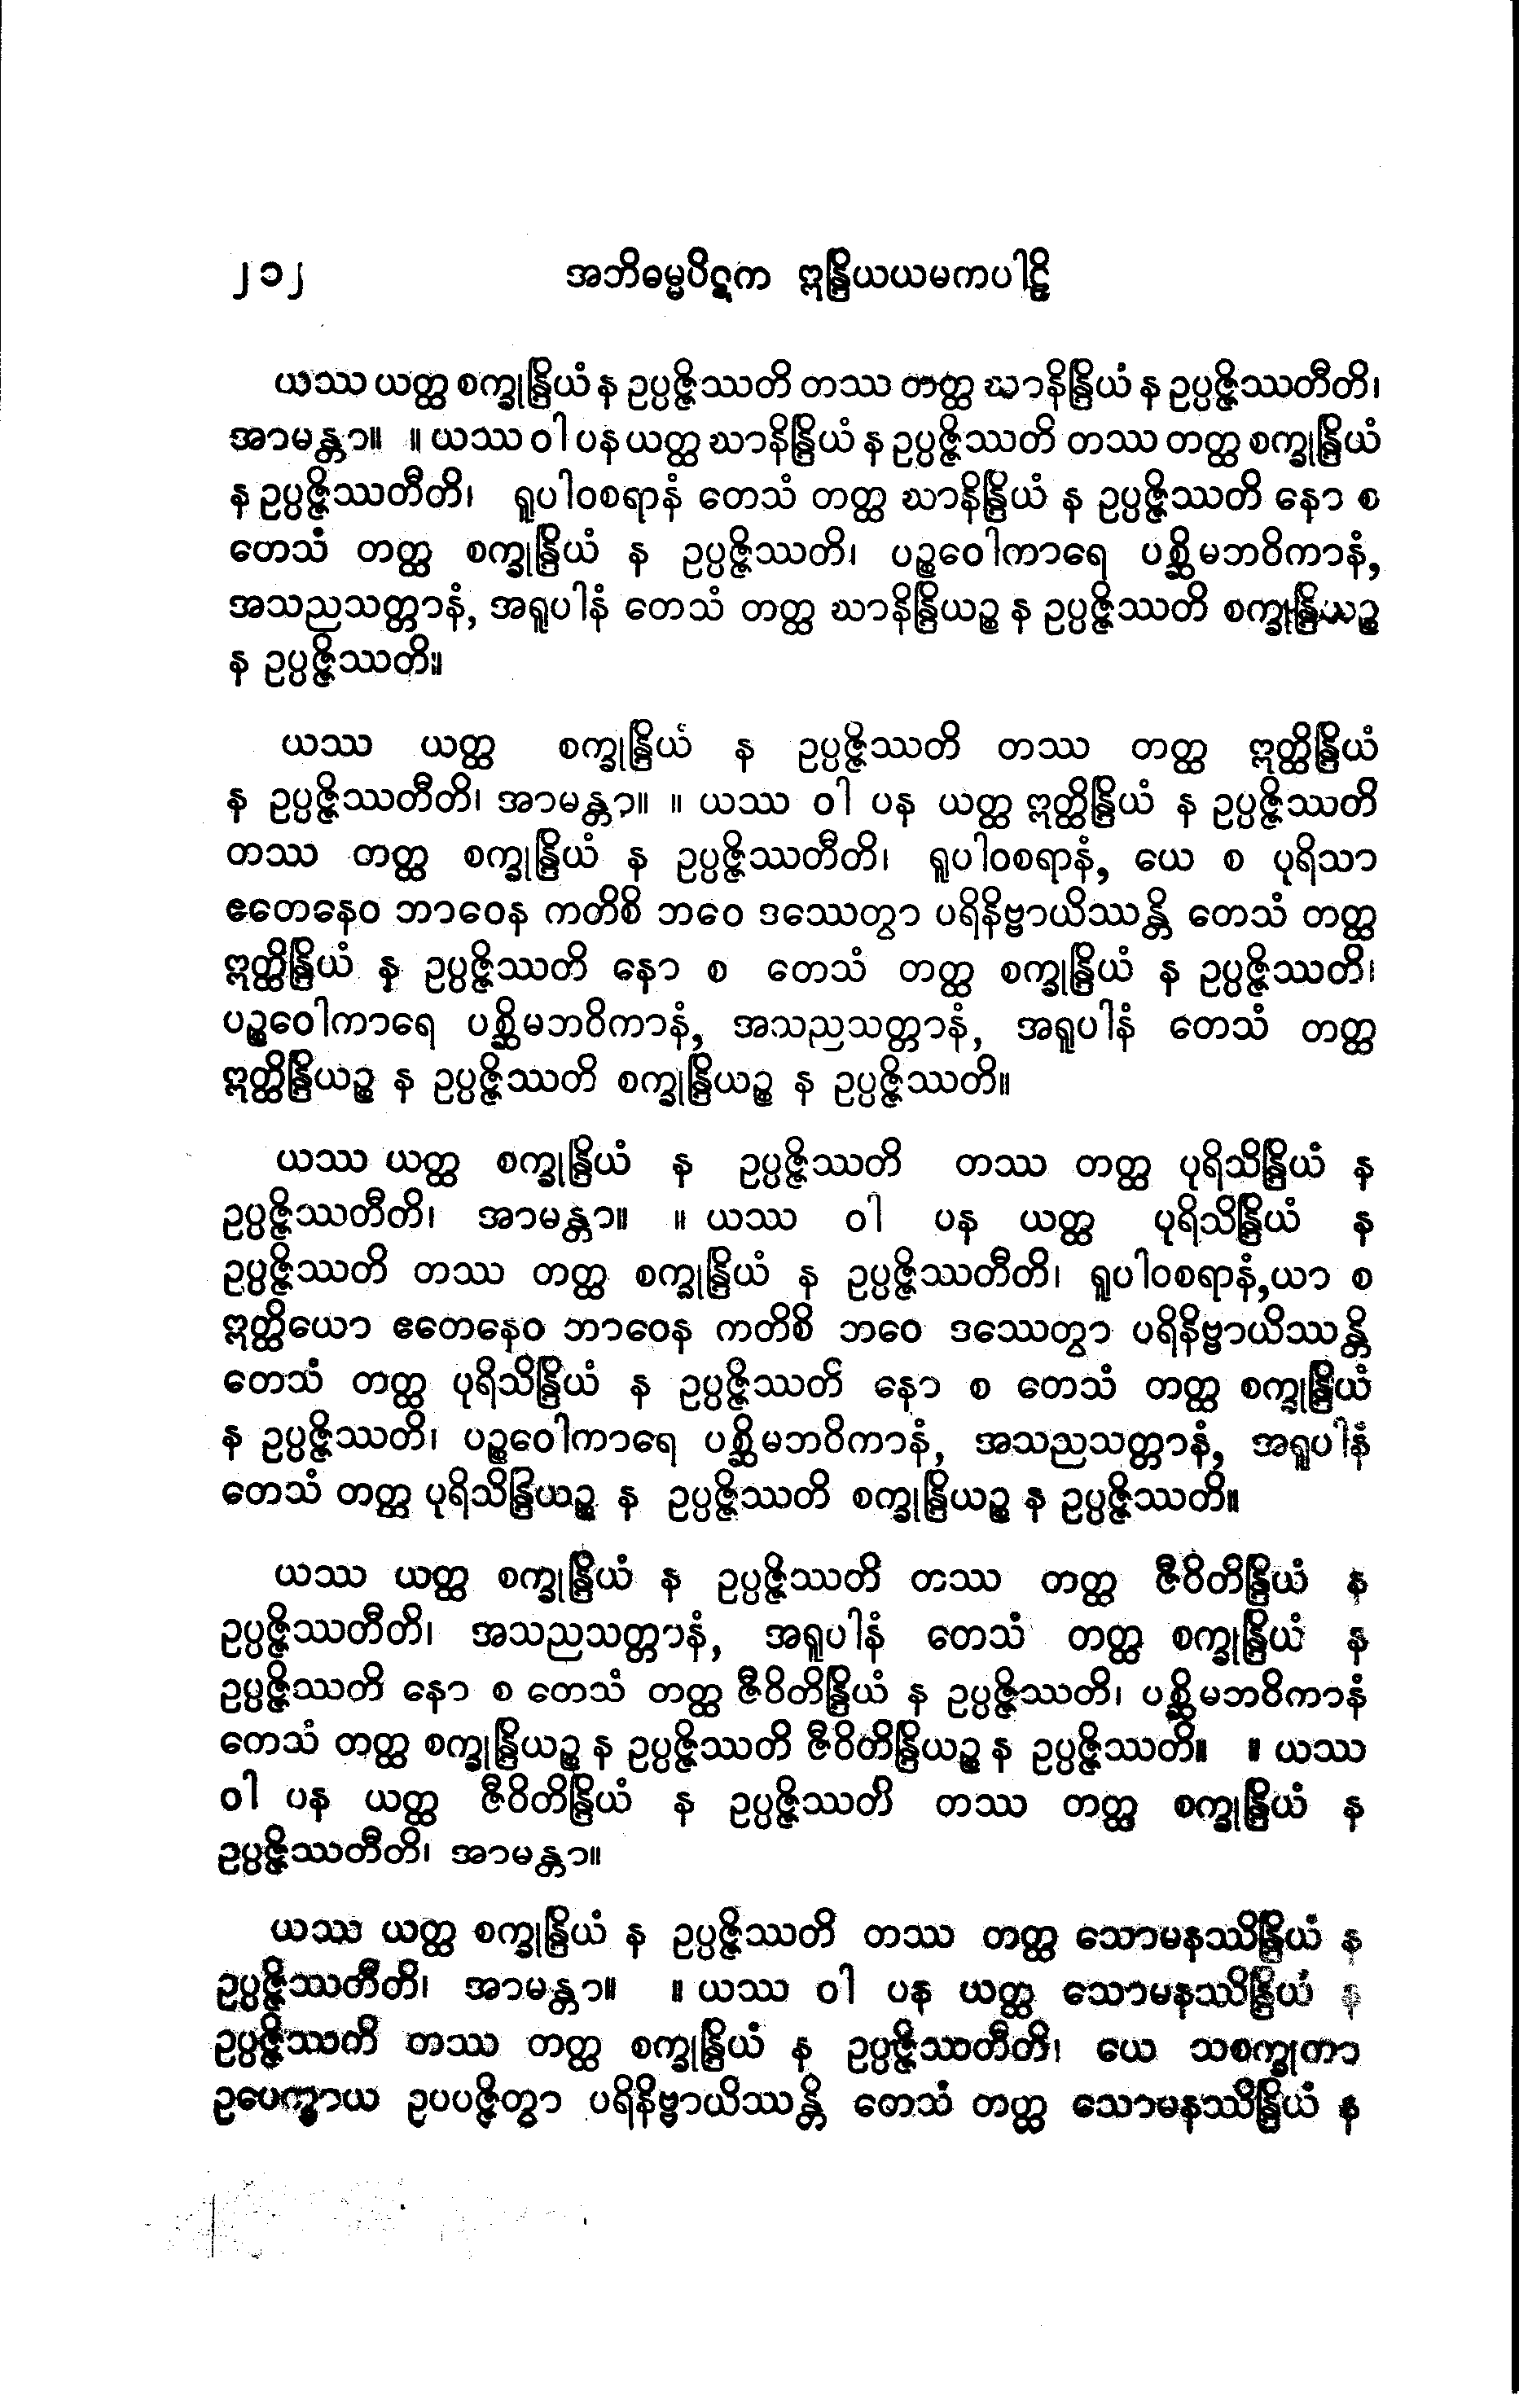 ၂၁၂ အဘိဓမ္မပိဋက ဣန္ဒြိယယမကပါဠိ
ယဿ ယတ္ထ စက္ခုန္ဒြိယံ န ဥပ္ပဇ္ဇိဿတိ တဿ တတ္ထ ဃာနိန္ဒြိယံ န ဥပ္ပဇ္ဇိဿတီတိ၊
အာမန္တာ။ ။ ယဿ ဝါ ပန ယတ္ထ ဃာနိန္ဒြိယံ န ဥပ္ပဇ္ဇိဿတိ တဿ တတ္ထ စက္ခုန္ဒြိယံ
န ဥပ္ပဇ္ဇိဿတီတိ၊ ရူပါဝစရာနံ တေသံ တတ္ထ ဃာနိန္ဒြိယံ န ဥပ္ပဇ္ဇိဿတိ နော စ
တေသံ တတ္ထ စက္ခုန္ဒြိယံ န ဥပ္ပဇ္ဇိဿတိ၊ ပဉ္စဝေါကာရေ ပစ္ဆိမဘဝိကာနံ,
အသညသတ္တာနံ, အရူပါနံ တေသံ တတ္ထ ဃာနိန္ဒြိယဉ္စ န ဥပ္ပဇ္ဇိဿတိ စက္ခုန္ဒြိယဉ္စ
န ဥပ္ပဇ္ဇိဿတိ။
ယဿ ယတ္ထ စက္ခုန္ဒြိယံ န ဥပ္ပဇ္ဇိဿတိ တဿ တတ္ထ ဣတ္ထိန္ဒြိယံ
န ဥပ္ပဇ္ဇိဿတီတိ၊ အာမန္တာ။ ။ ယဿ ဝါ ပန ယတ္ထ ဣတ္ထိန္ဒြိယံ န ဥပ္ပဇ္ဇိဿတိ
တဿ တတ္ထ စက္ခုန္ဒြိယံ န ဥပ္ပဇ္ဇိဿတီတိ၊ ရူပါဝစရာနံ, ယေ စ ပုရိသာ
ဧတေနေဝ ဘာဝေန ကတိစိ ဘဝေ ဒဿေတွာ ပရိနိဗ္ဗာယိဿန္တိ တေသံ တတ္ထ
ဣတ္ထိန္ဒြိယံ န ဥပ္ပဇ္ဇိဿတိ နော စ တေသံ တတ္ထ စက္ခုန္ဒြိယံ န ဥပ္ပဇ္ဇိဿတိ၊
ပဉ္စဝေါကာရေ ပစ္ဆိမဘဝိကာနံ, အသညသတ္တာနံ, အရူပါနံ တေသံ တတ္ထ
ဣတ္ထိန္ဒြိယဉ္စ န ဥပ္ပဇ္ဇိဿတိ စက္ခုန္ဒြိယဉ္စ န ဥပ္ပဇ္ဇိဿတိ။
ယဿ ယတ္ထ စက္ခုန္ဒြိယံ န ဥပ္ပဇ္ဇိဿတိ တဿ တတ္ထ ပုရိသိန္ဒြိယံ န
ဥပ္ပဇ္ဇိဿတီတိ၊ အာမန္တာ။ ။ ယဿ ဝါ ပန ယတ္ထ ပုရိသိန္ဒြိယံ န
ဥပ္ပဇ္ဇိဿတိ တဿ တတ္ထ စက္ခုန္ဒြိယံ န ဥပ္ပဇ္ဇိဿတီတိ၊ ရူပါဝစရာနံ,ယာ စ
ဣတ္ထိယော ဧတေနေဝ ဘာဝေန ကတိစိ ဘဝေ ဒဿေတွာ ပရိနိဗ္ဗာယိဿန္တိ
တေသံ တတ္ထ ပုရိသိန္ဒြိယံ န ဥပ္ပဇ္ဇိဿတိ နော စ တေသံ တတ္ထ စက္ခုန္ဒြိယံ
န ဥပ္ပဇ္ဇိဿတိ၊ ပဉ္စဝေါကာရေ ပစ္ဆိမဘဝိကာနံ, အသညသတ္တာနံ, အရူပါနံ
တေသံ တတ္ထ ပုရိသိန္ဒြိယဉ္စ န ဥပ္ပဇ္ဇိဿတိ စက္ခုန္ဒြိယဉ္စ န ဥပ္ပဇ္ဇိဿတိ။
ယဿ ယတ္ထ စက္ခုန္ဒြိယံ န ဥပ္ပဇ္ဇိဿတိ တဿ တတ္ထ ဇီဝိတိန္ဒြိယံ န
ဥပ္ပဇ္ဇိဿတီတိ၊ အသညသတ္တာနံ, အရူပါနံ တေသံ တတ္ထ စက္ခုန္ဒြိယံ န
ဥပ္ပဇ္ဇိဿတိ နော စ တေသံ တတ္ထ ဇီဝိတိန္ဒြိယံ န ဥပ္ပဇ္ဇိဿတိ၊ ပစ္ဆိမဘဝိကာနံ
တေသံ တတ္ထ စက္ခုန္ဒြိယဉ္စ န ဥပ္ပဇ္ဇိဿတိ ဇီဝိတိန္ဒြိယဉ္စ န ဥပ္ပဇ္ဇိဿတိ။ ။ ယဿ
ဝါ ပန ယတ္ထ ဇီဝိတိန္ဒြိယံ န ဥပ္ပဇ္ဇိဿတိ တဿ တတ္ထ စက္ခုန္ဒြိယံ န
ဥပ္ပဇ္ဇိဿတီတိ၊ အာမန္တာ။
ယဿ ယတ္ထ စက္ခုန္ဒြိယံ န ဥပ္ပဇ္ဇိဿတိ တဿ တတ္ထ သောမနဿိန္ဒြိယံ န
ဥပ္ပဇ္ဇိဿတီတိ၊ အာမန္တာ။ ။ ယဿ ဝါ ပန ယတ္ထ သောမနဿိန္ဒြိယံ န
ဥပ္ပဇ္ဇိဿတိ တဿ တတ္ထ စက္ခုန္ဒြိယံ န ဥပ္ပဇ္ဇိဿတီတိ၊ ယေ သစက္ခုကာ
ဥပေက္ခာယ ဥပပဇ္ဇိတွာ ပရိနိဗ္ဗာယိဿန္တိ တေသံ တတ္ထ သောမနဿိန္ဒြိယံ န